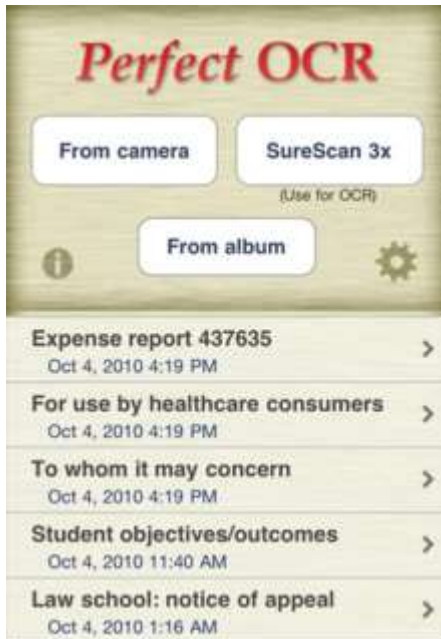 Perfect OCR
From camera
SureScan 3x
(Use for OCR)
From album
Expense report 437635
Oct 4, 2010 4:19 PM
For use by healthcare consumers
Oct 4, 2010 4:19 PM
To whom it may concern
Oct 4, 2010 4:19 PM
Student objectives/outcomes
Oct 4, 2010 11:40 AM
Law school: notice of appeal
Oct 4, 2010 1:16 AM